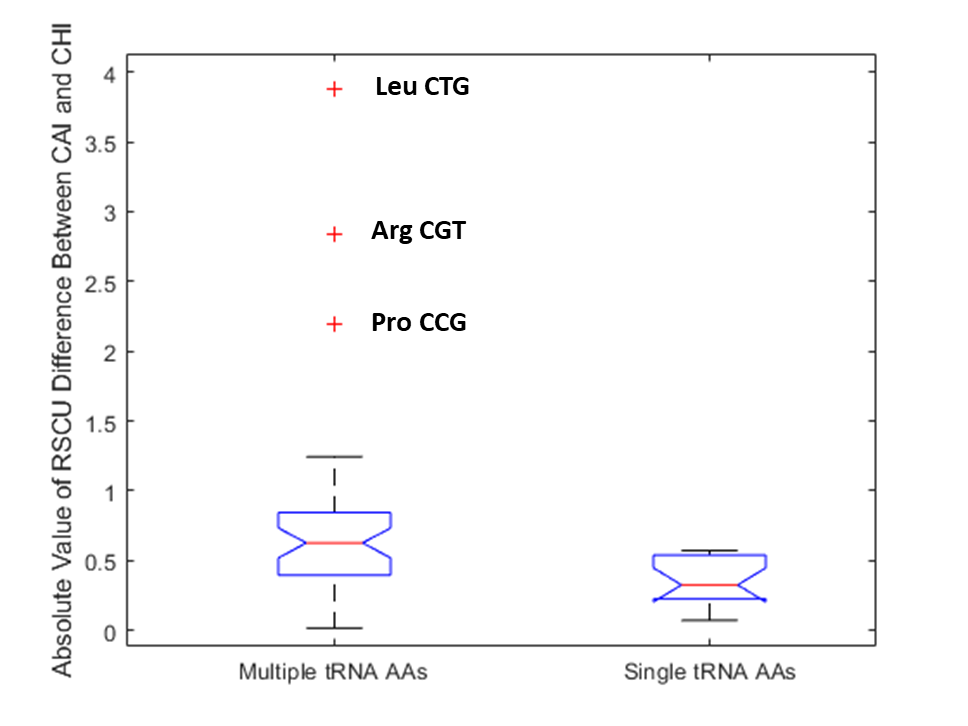 Absolute Value of RSCU Difference Between CAI and CHI
4
3.5
3
2.5
2
1.5
1
0.5
0
Leu CTG
Arg CGT
Pro CCG
Multiple tRNA AAs
Single tRNA AAs